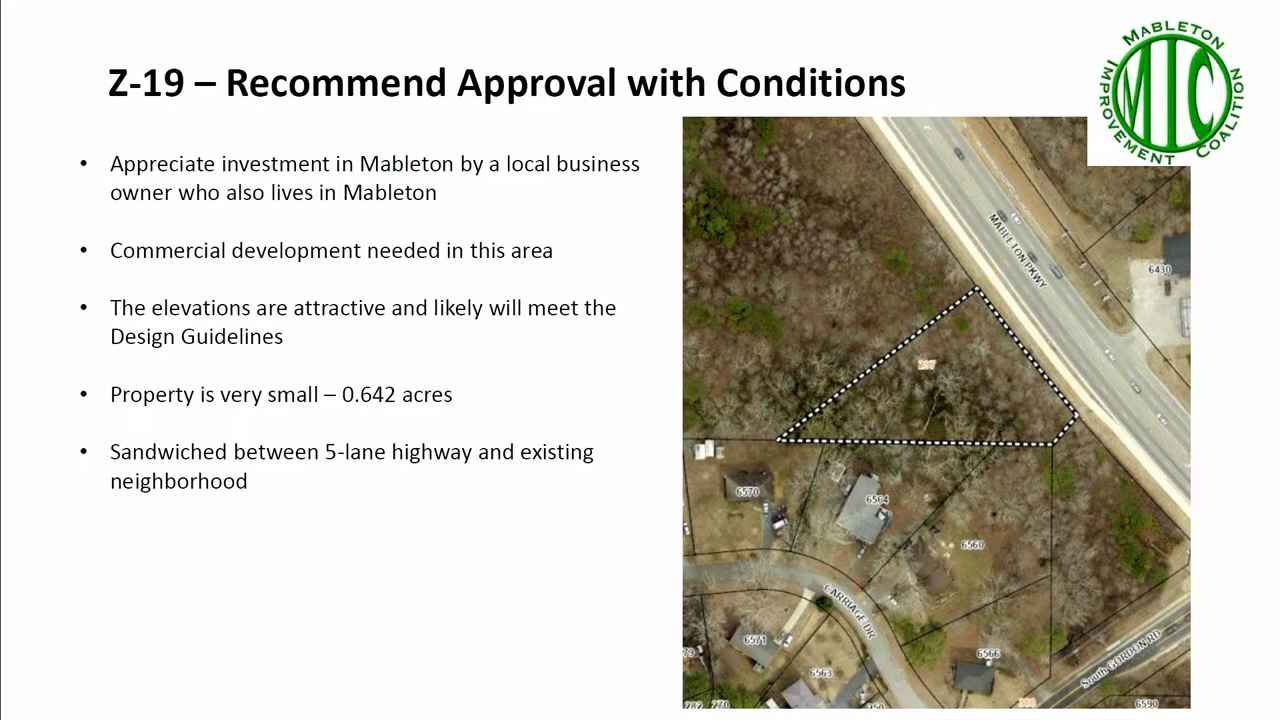 Z-19 – Recommend Approval with Conditions
MABLETON
IMPROVEMENT
COALITION
MIC
• Appreciate investment in Mableton by a local business
owner who also lives in Mableton
• Commercial development needed in this area
• The elevations are attractive and likely will meet the
Design Guidelines
• Property is very small – 0.642 acres
• Sandwiched between 5-lane highway and existing
neighborhood
MABLETON PKWY
6430
6570
6564
6560
CARRIAGE DR
6571
6563
6566
South GORDON RD
6590